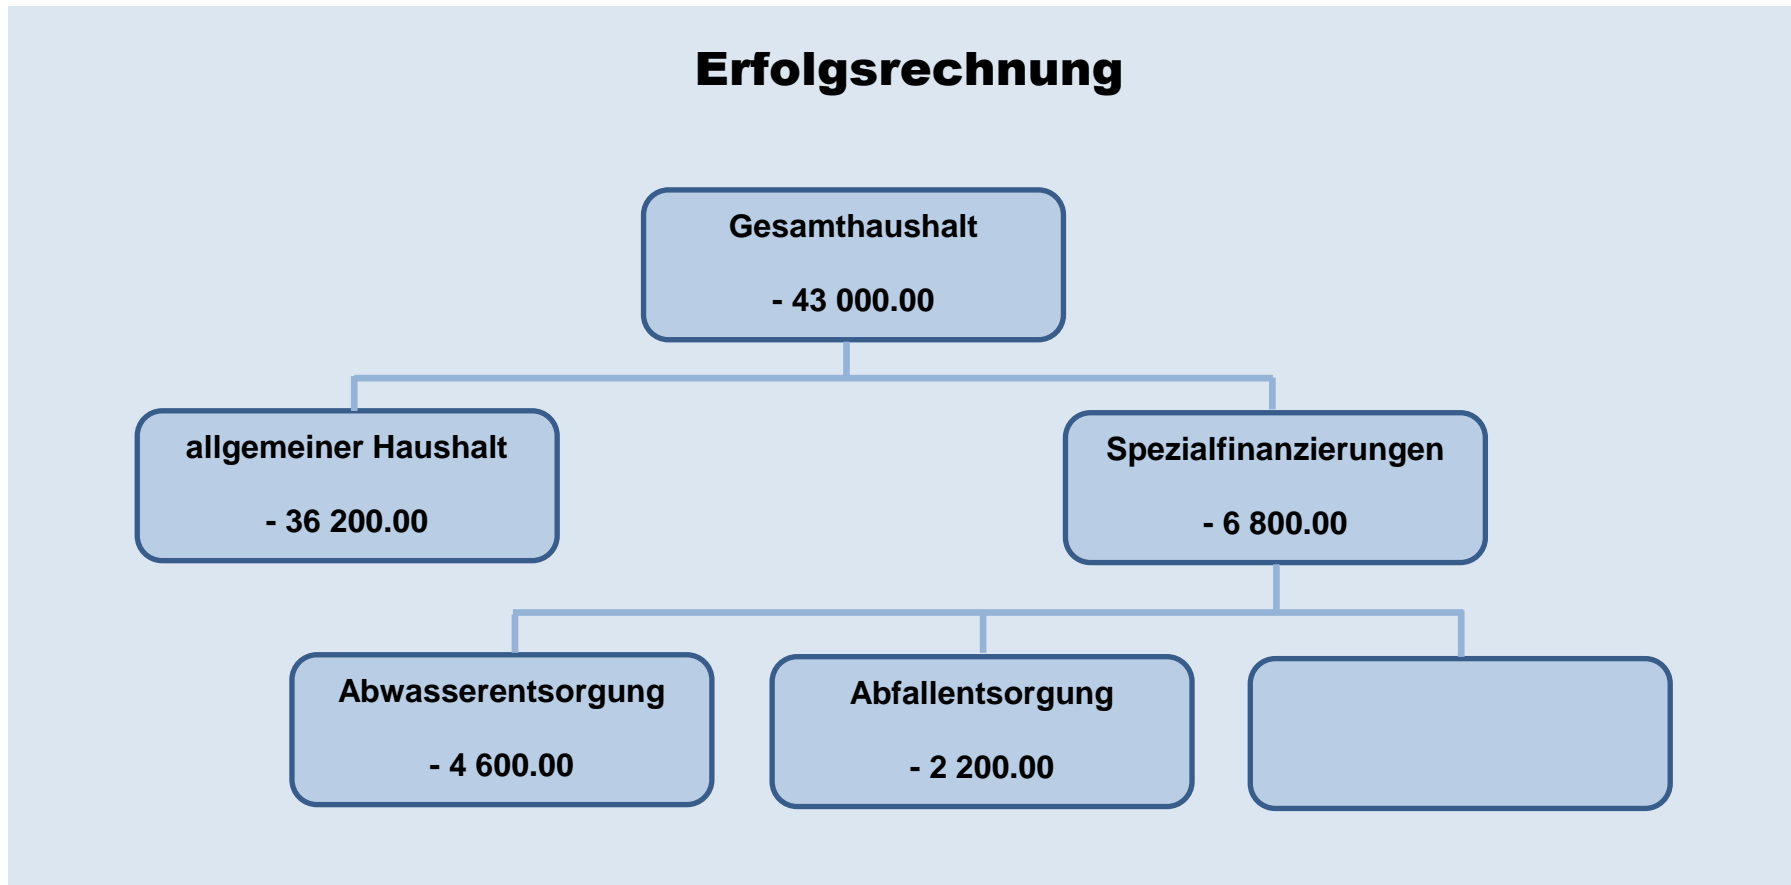 Erfolgsrechnung
Gesamthaushalt
- 43 000.00
allgemeiner Haushalt
- 36 200.00
Spezialfinanzierungen
- 6 800.00
Abwasserentsorgung
- 4 600.00
Abfallentsorgung
- 2 200.00